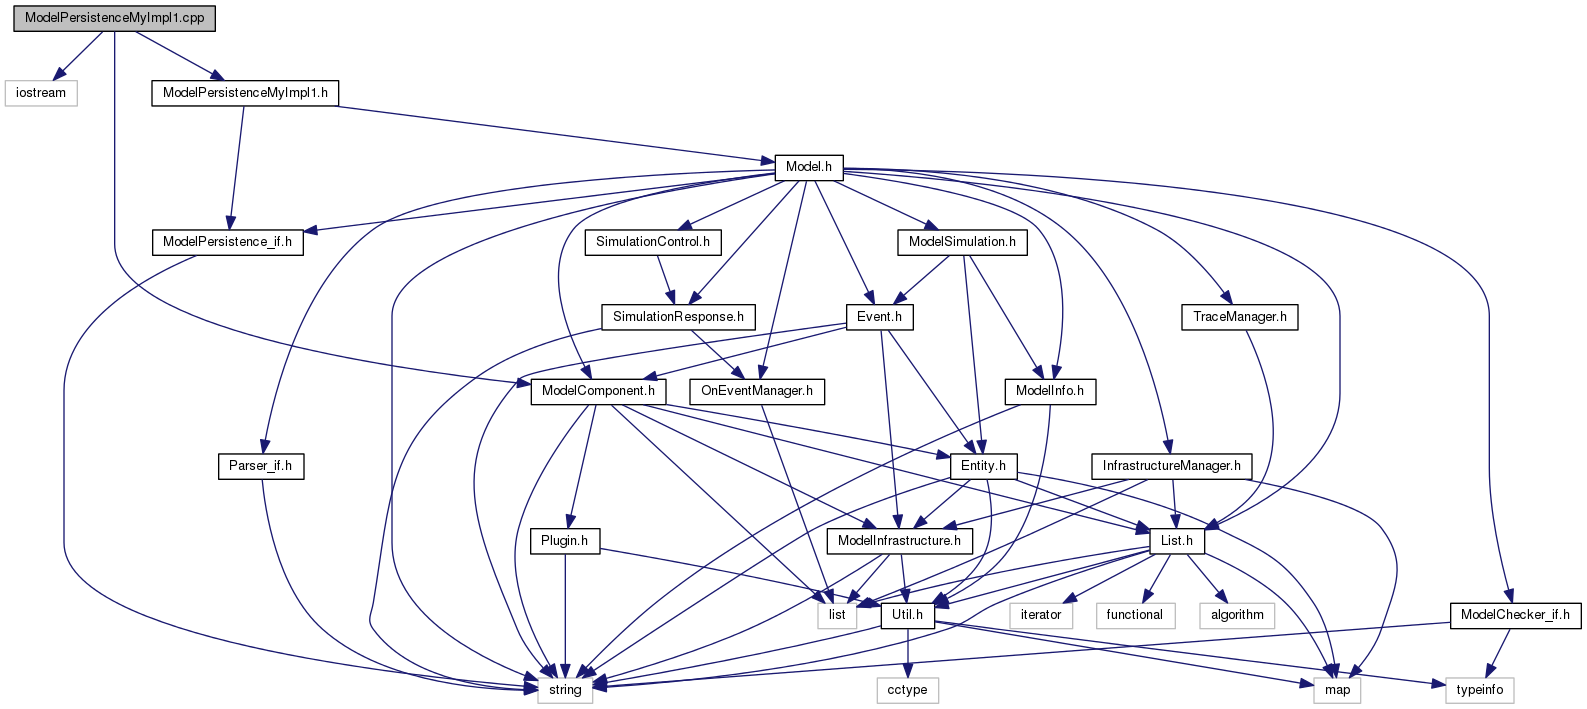 ModelPersistenceMyImpl1.cpp
iostream
ModelPersistenceMyImpl1.h
Model.h
ModelPersistence_if.h
SimulationControl.h
ModelSimulation.h
SimulationResponse.h
Event.h
TraceManager.h
ModelComponent.h
OnEventManager.h
ModelInfo.h
Parser_if.h
Entity.h
InfrastructureManager.h
Plugin.h
ModelInfrastructure.h
List.h
list
Util.h
iterator
functional
algorithm
ModelChecker_if.h
string
cctype
map
typeinfo